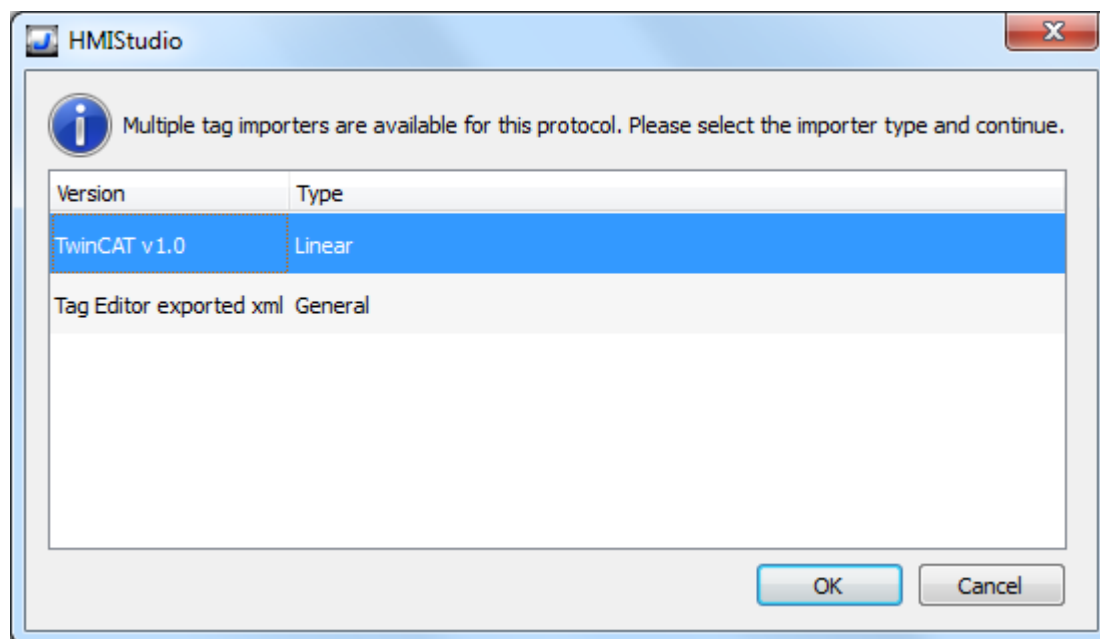 HMIStudio
Multiple tag importers are available for this protocol. Please select the importer type and continue.
Version Type
TwinCAT v1.0 Linear
Tag Editor exported xml General
OK Cancel